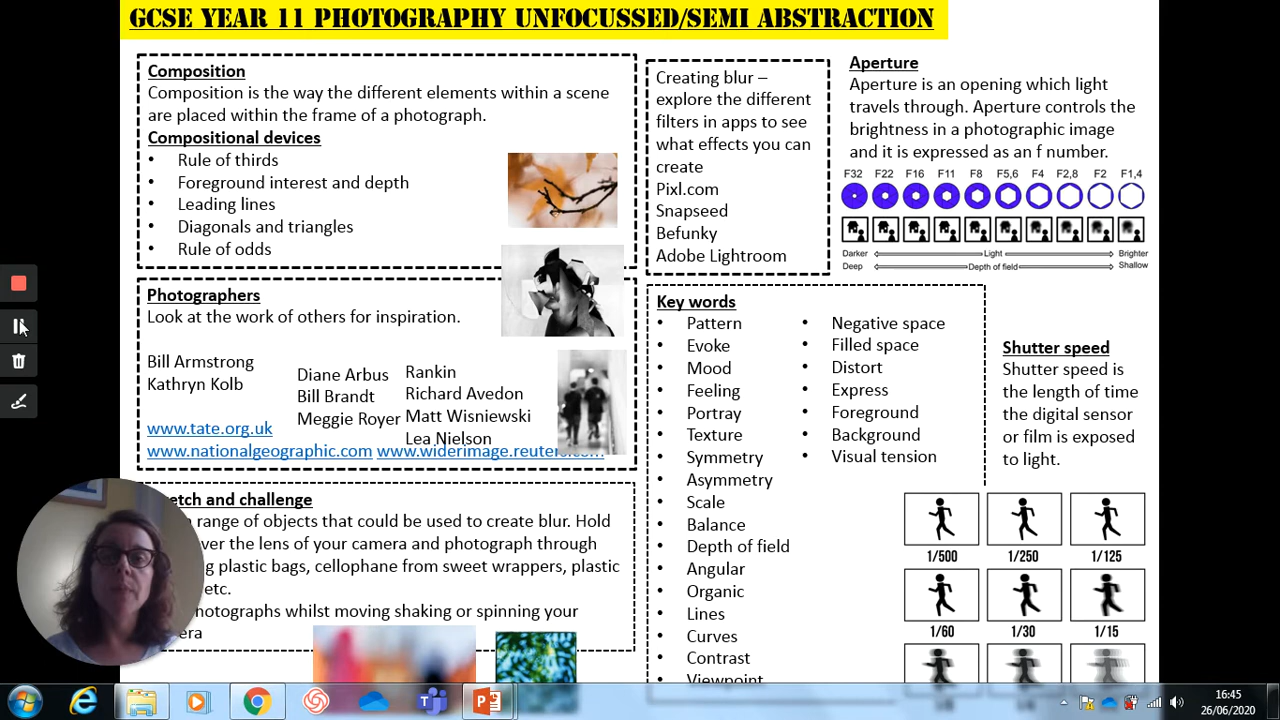 GCSE YEAR 11 PHOTOGRAPHY UNFOCUSSED/SEMI ABSTRACTION
Composition
Composition is the way the different elements within a scene
are placed within the frame of a photograph.
Compositional devices
• Rule of thirds
• Foreground interest and depth
• Leading lines
• Diagonals and triangles
• Rule of odds
Photographers
Look at the work of others for inspiration.
Bill Armstrong
Kathryn Kolb
Diane Arbus
Bill Brandt
Meggie Royer
Rankin
Richard Avedon
Matt Wisniewski
Lea Nielson
www.tate.org.uk
www.nationalgeographic.com www.widerimage.reuters.com
and challenge
range of objects that could be used to create blur. Hold
over the lens of your camera and photograph through
plastic bags, cellophane from sweet wrappers, plastic
etc.
photographs whilst moving shaking or spinning your
Creating blur –
explore the different
filters in apps to see
what effects you can
create
Pixl.com
Snapseed
Befunky
Adobe Lightroom
Aperture
Aperture is an opening which light
travels through. Aperture controls the
brightness in a photographic image
and it is expressed as an f number.
F32 F22 F16 F11 F8 F5,6 F4 F2,8 F2 F1,4
Darker Light Brighter
Deep Depth of field Shallow
Key words
• Pattern
• Evoke
• Mood
• Feeling
• Portray
• Texture
• Symmetry
• Asymmetry
• Scale
• Balance
• Depth of field
• Angular
• Organic
• Lines
• Curves
• Contrast
• Viewpoint
• Negative space
• Filled space
• Distort
• Express
• Foreground
• Background
• Visual tension
Shutter speed
Shutter speed is
the length of time
the digital sensor
or film is exposed
to light.
1/500 1/250 1/125
1/60 1/30 1/15
16:45
26/06/2020